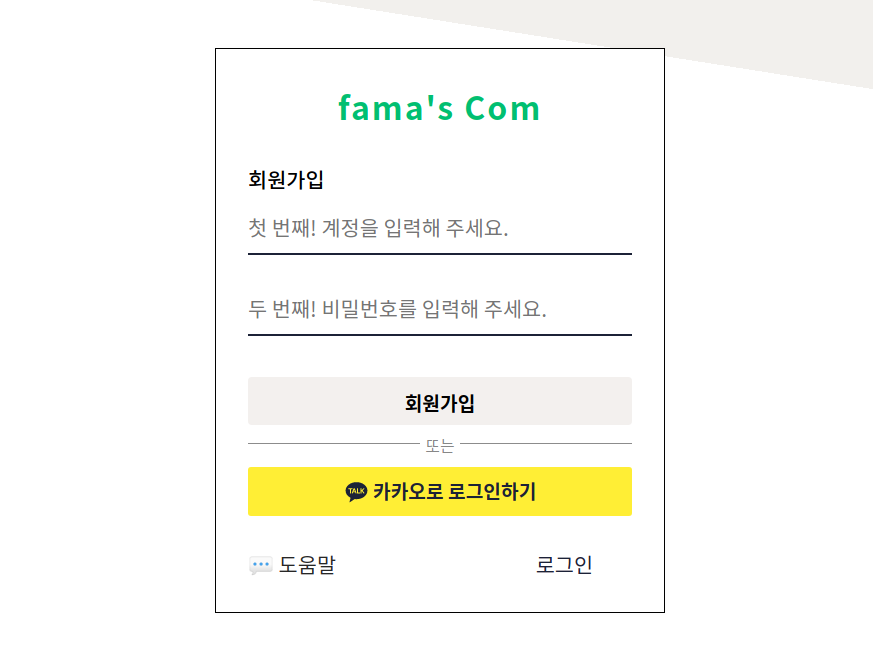 fama's Com
회원가입
첫 번째! 계정을 입력해 주세요.
두 번째! 비밀번호를 입력해 주세요.
회원가입
또는
TALK 카카오로 로그인하기
도움말 로그인